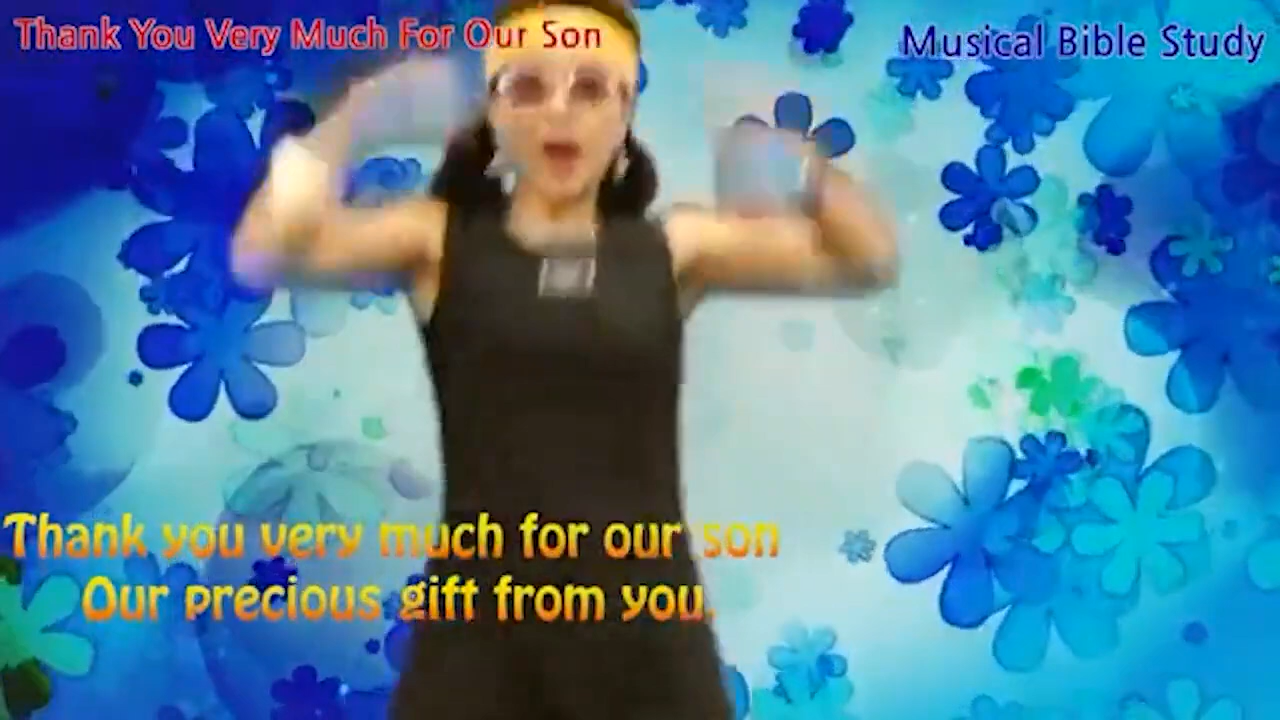 Thank You Very Much For Our Son
Musical Bible Study
Thank you very much for our son
Our precious gift from you.